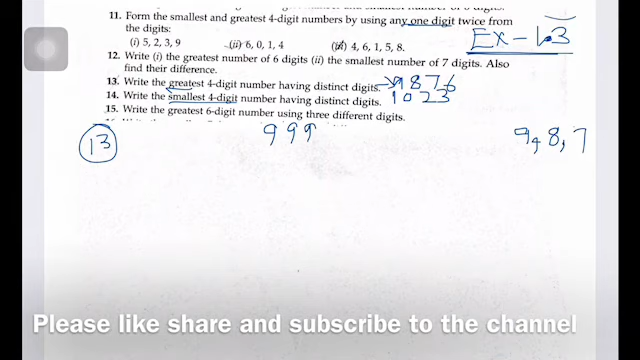 11. Form the smallest and greatest 4-digit numbers by using any one digit twice from
the digits:
(i) 5, 2, 3, 9 (ii) 6, 0, 1, 4 4, 6, 1, 5, 8.
Ex - 1.3
12. Write (i) the greatest number of 6 digits (ii) the smallest number of 7 digits. Also
find their difference.
13. Write the greatest 4-digit number having distinct digits. → 9876
14. Write the smallest 4-digit number having distinct digits. 1023
15. Write the greatest 6-digit number using three different digits.
13 999 9, 8, 7
Please like share and subscribe to the channel